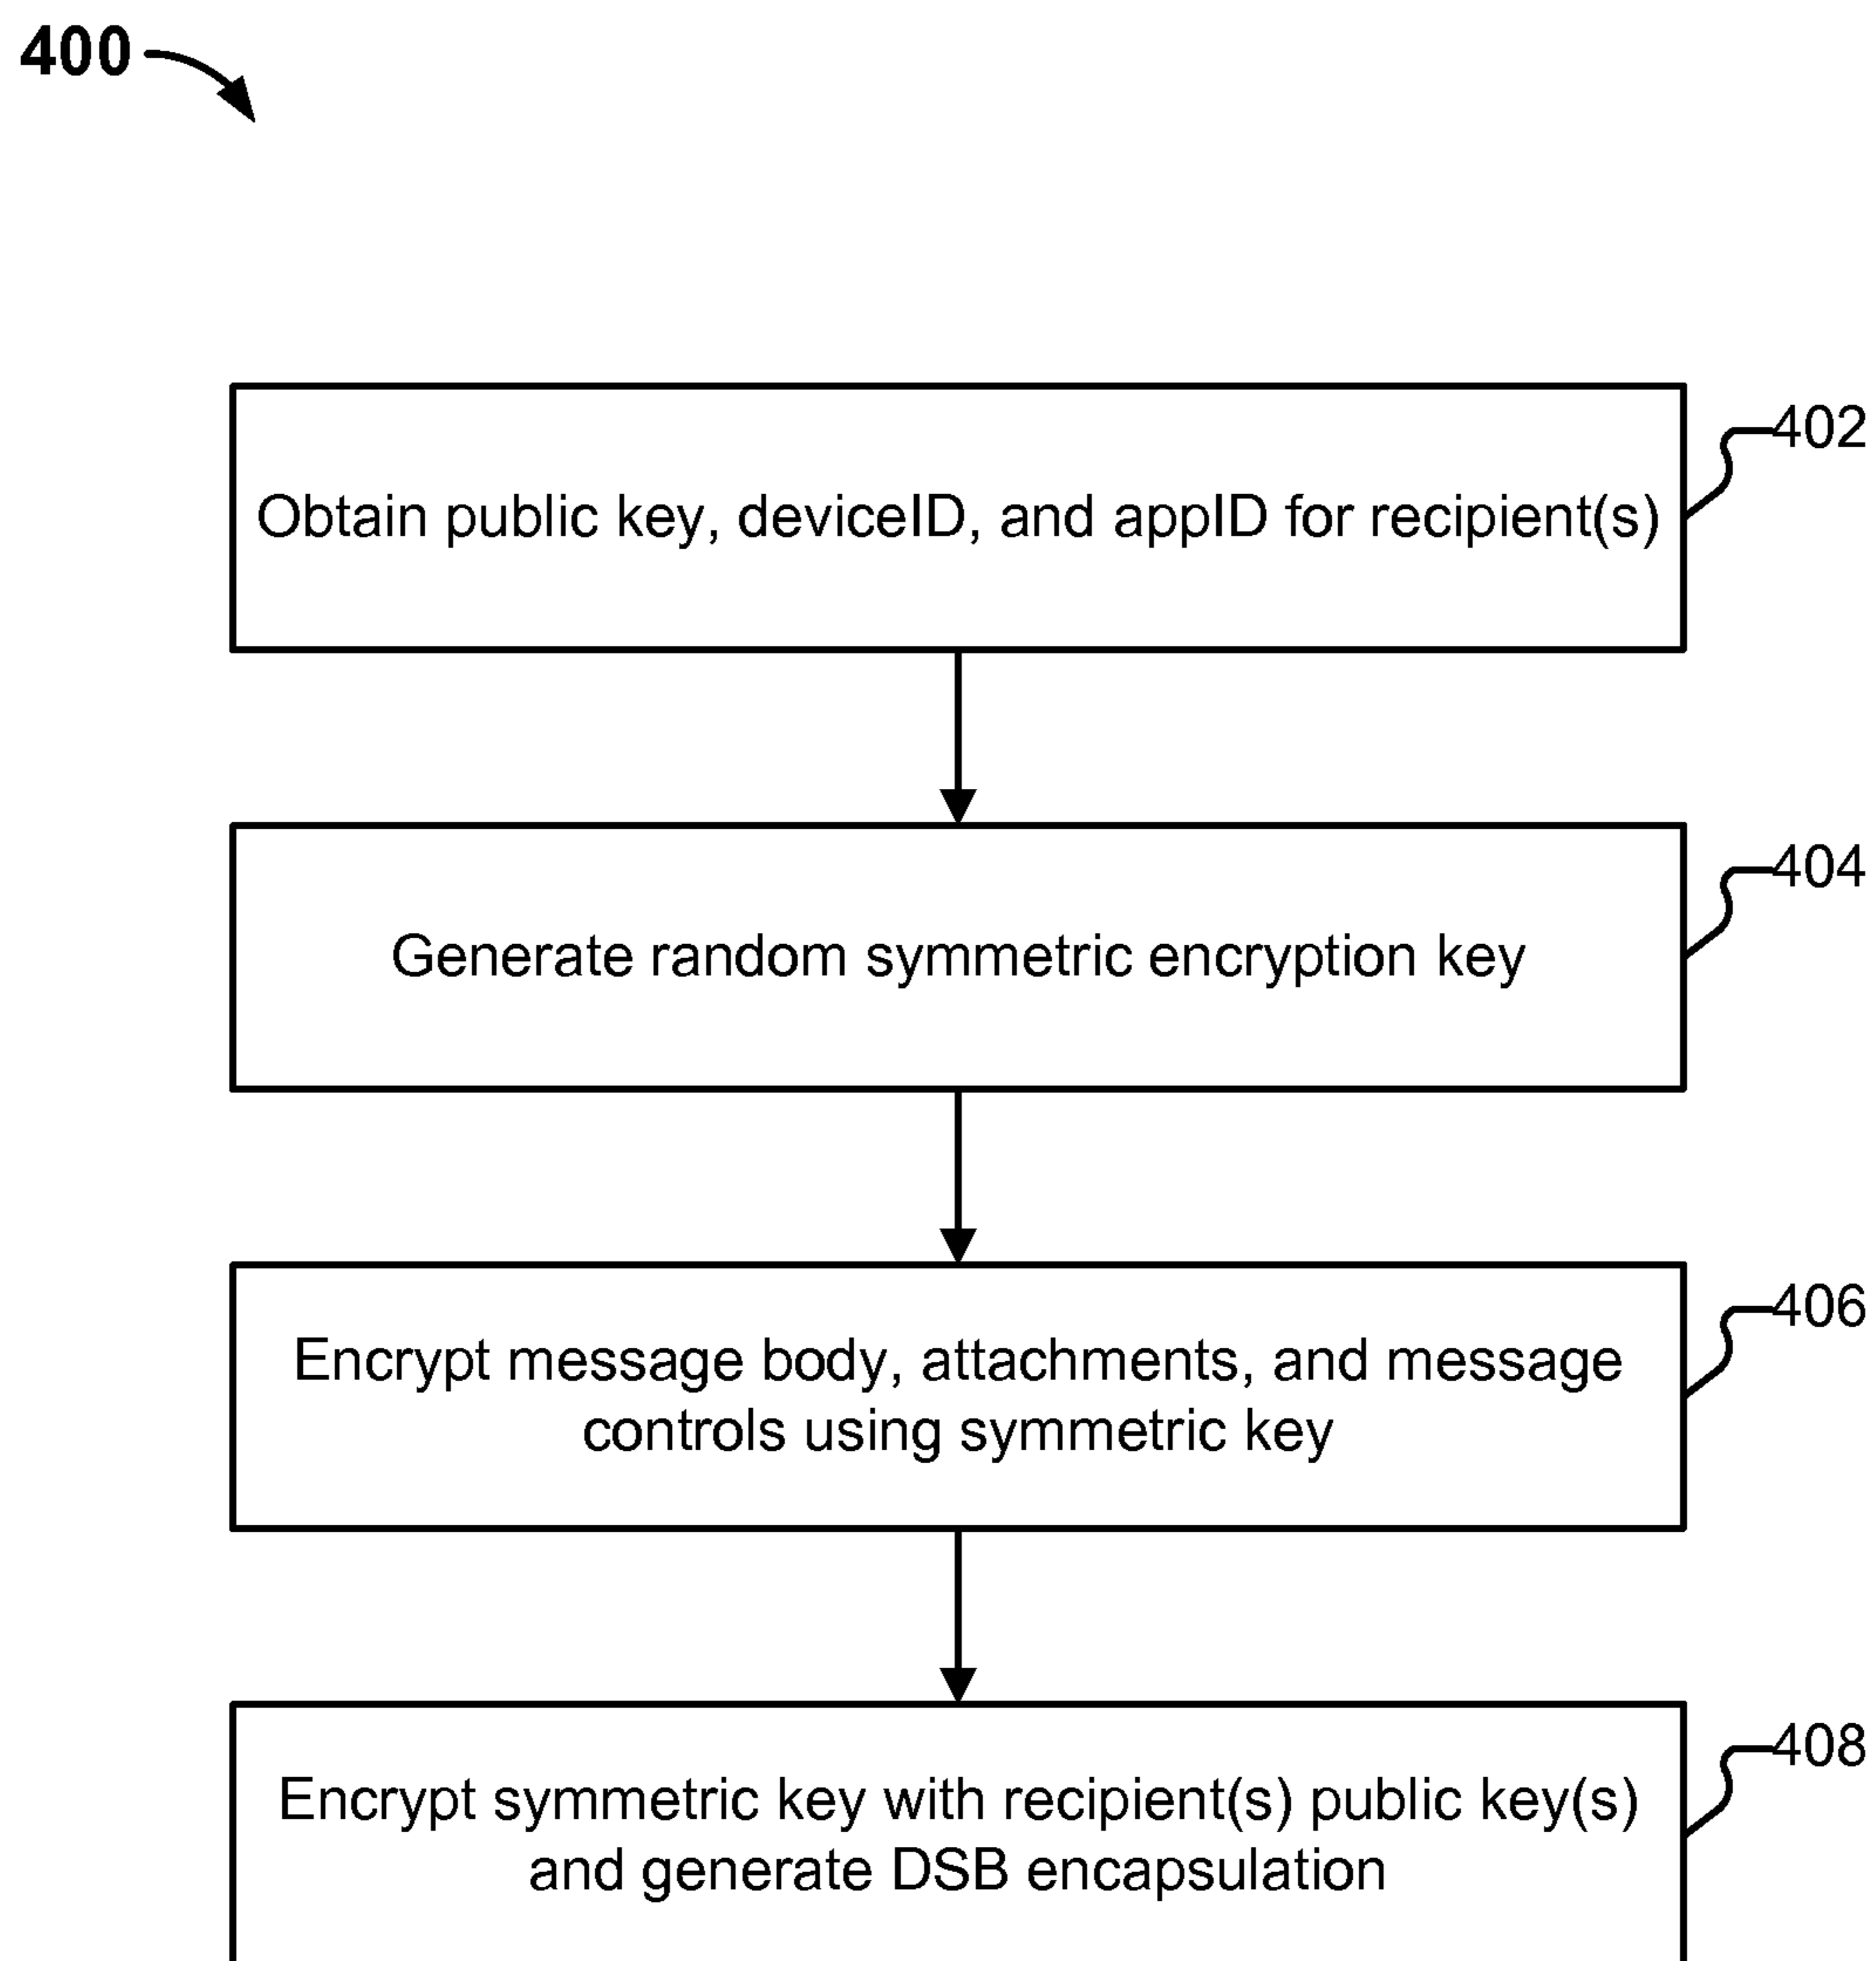 400
Obtain public key, deviceID, and appID for recipient(s)
402
Generate random symmetric encryption key
404
Encrypt message body, attachments, and message
controls using symmetric key
406
Encrypt symmetric key with recipient(s) public key(s)
and generate DSB encapsulation
408